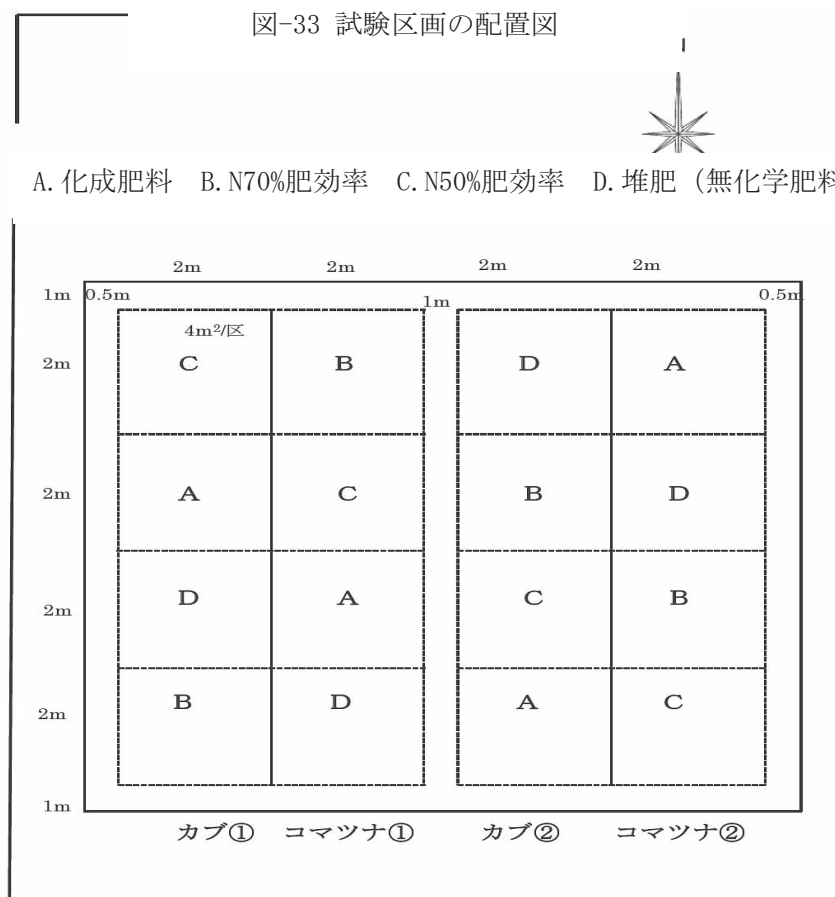 図-33 試験区画の配置図
A.化成肥料 B.N70%肥効率 C.N50%肥効率 D.堆肥（無化学肥料
2m 2m 2m 2m
1m 0.5m 1m 0.5m
4m²/区
2m C B D A
2m A C B D
2m D A C B
2m B D A C
1m
カブ① コマツナ① カブ② コマツナ②